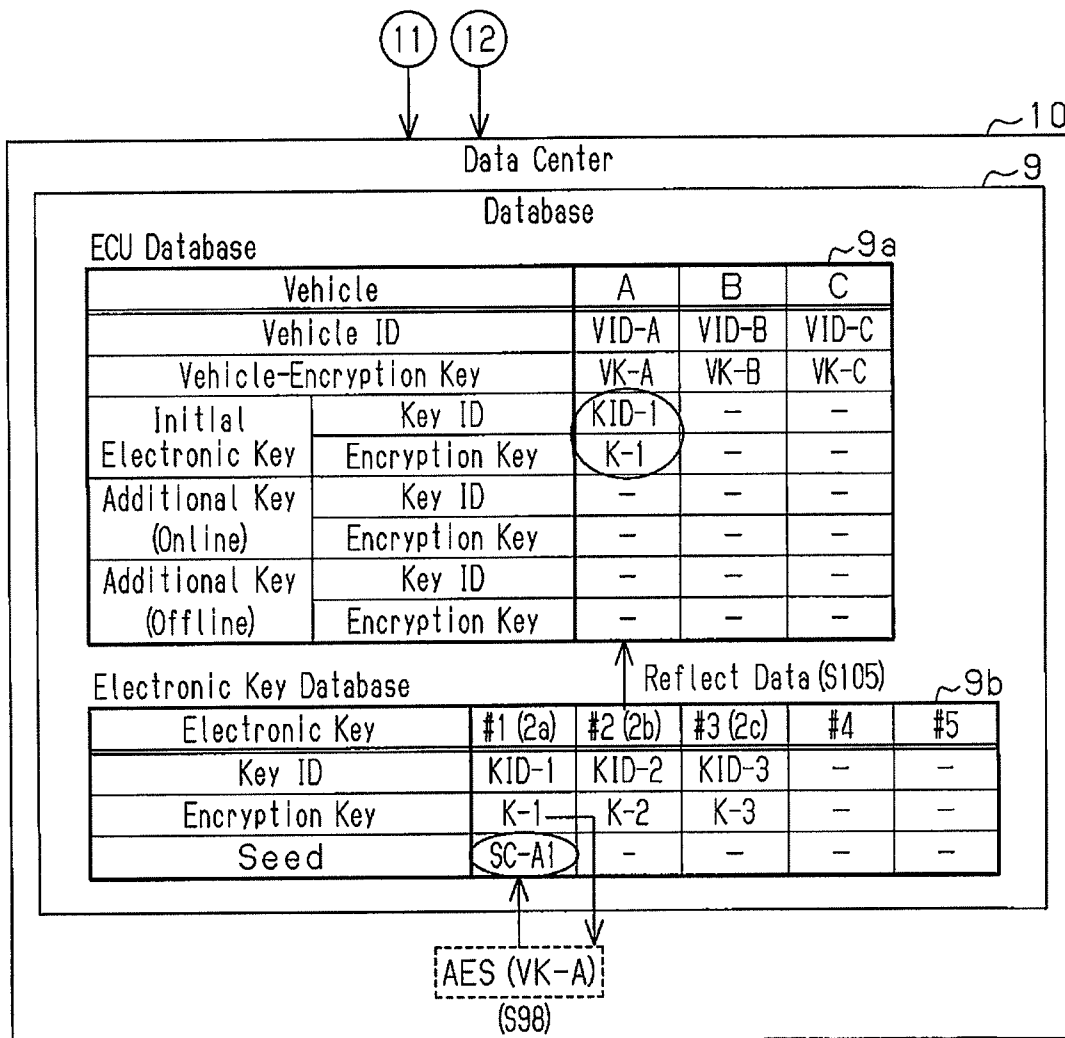 11 12
10
Data Center
9
Database
ECU Database
9a
Vehicle A B C
Vehicle ID VID-A VID-B VID-C
Vehicle-Encryption Key VK-A VK-B VK-C
Initial Electronic Key Key ID KID-1 - -
Encryption Key K-1 - -
Additional Key (Online) Key ID - - -
Encryption Key - - -
Additional Key (Offline) Key ID - - -
Encryption Key - - -
Reflect Data (S105)
Electronic Key Database
9b
Electronic Key #1 (2a) #2 (2b) #3 (2c) #4 #5
Key ID KID-1 KID-2 KID-3 - -
Encryption Key K-1 K-2 K-3 - -
Seed SC-A1 - - - -
AES (VK-A)
(S98)